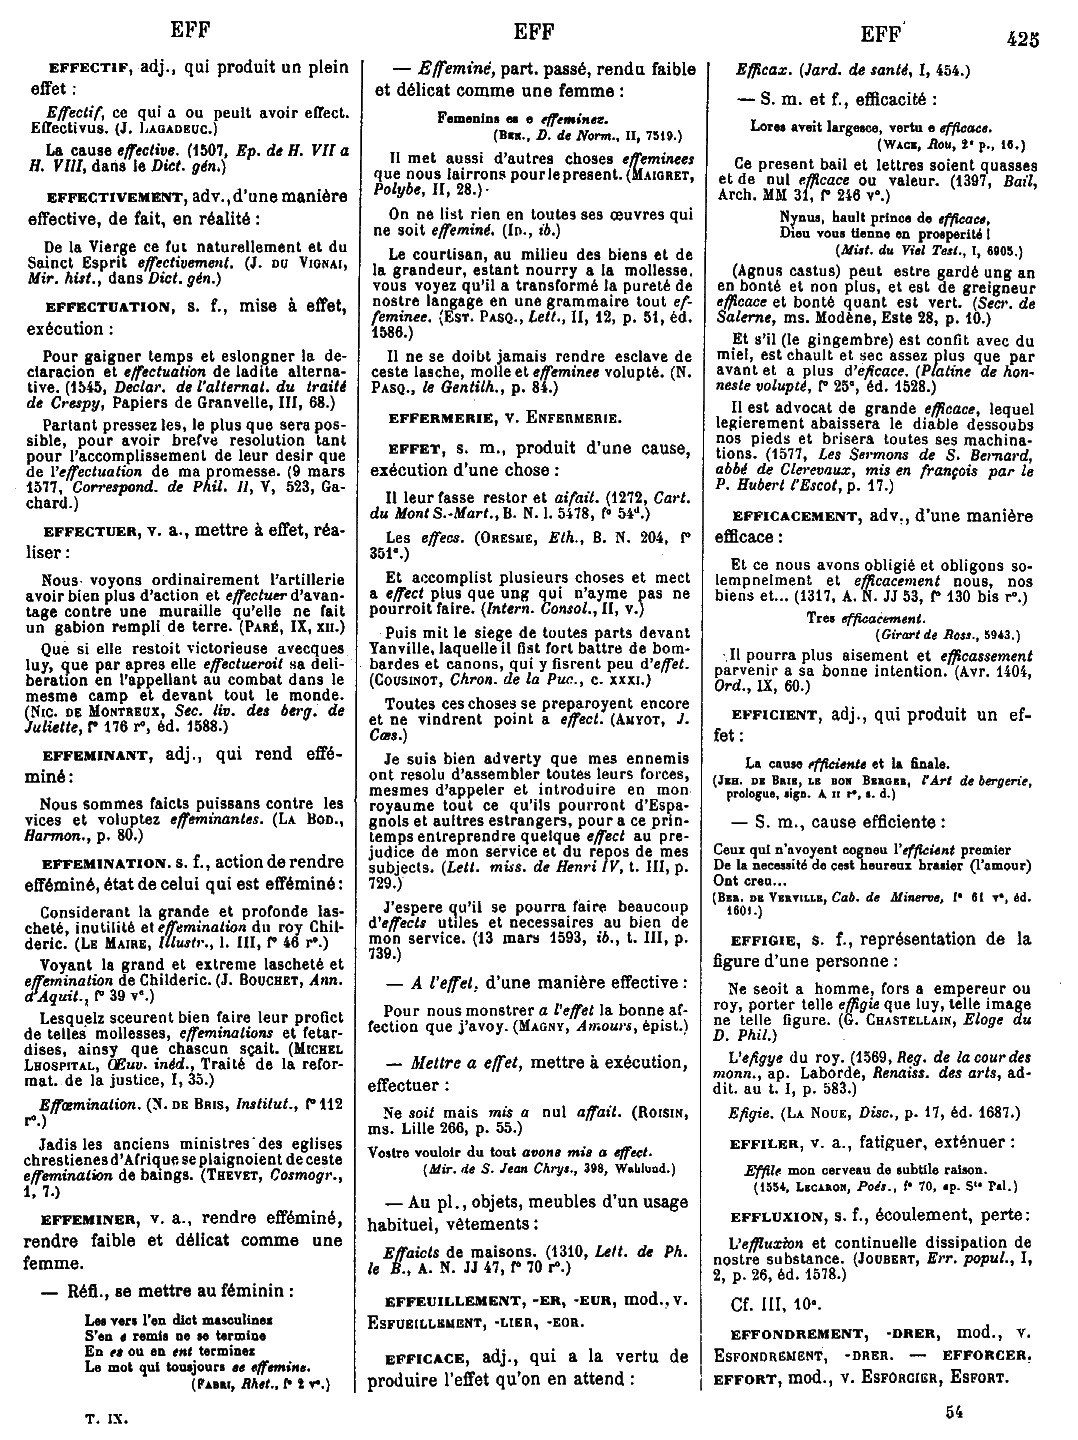 EFF
EFF
EFF
425
EFFECTIF, adj., qui produit un plein
effet :
Effectif, ce qui a ou peult avoir effect.
Effectivus. (J. LAGADEUC.)
La cause effective. (1507, Ep. de H. VII a
H. VIII, dans le Dict. gén.)
EFFECTIVEMENT, adv., d'une manière
effective, de fait, en réalité :
De la Vierge ce fut naturellement et du
Sainct Esprit effectivement. (J. DU VIGNAI,
Mir. hist., dans Dict. gén.)
EFFECTUATION, s. f., mise à effet,
exécution :
Pour gaigner temps et eslongner la de-
claracion et effectuation de ladite alterna-
tive. (1545, Declar. de l'alternat. du traité
de Crespy, Papiers de Granvelle, III, 68.)
Partant pressez les, le plus que sera pos-
sible, pour avoir brefve resolution tant
pour l'accomplissement de leur desir que
de l'effectuation de ma promesse. (9 mars
1577, Correspond. de Phil. II, V, 523, Ga-
chard.)
EFFECTUER, v. a., mettre à effet, réa-
liser :
Nous voyons ordinairement l'artillerie
avoir bien plus d'action et effectuer d'avan-
tage contre une muraille qu'elle ne fait
un gabion rempli de terre. (PARÉ, IX, XII.)
Que si elle restoit victorieuse avecques
luy, que par apres elle effectueroit sa deli-
beration en l'appellant au combat dans le
mesme camp et devant tout le monde.
(NIC. DE MONTREUX, Sec. liv. des berg. de
Juliette, f° 176 r°, éd. 1588.)
EFFEMINANT, adj., qui rend effé-
miné :
Nous sommes faicts puissans contre les
vices et voluptez effeminantes. (LA BOD.,
Harmon., p. 80.)
EFFEMINATION. s. f., action de rendre
efféminé, état de celui qui est efféminé :
Considerant la grande et profonde las-
cheté, inutilité et effemination du roy Chil-
deric. (LE MAIRE, Illustr., l. III, f° 46 r°.)
Voyant la grand et extreme lascheté et
effemination de Childeric. (J. BOUCHET, Ann.
d'Aquit., f° 39 v°.)
Lesquelz sceurent bien faire leur profict
de telles mollesses, effeminations et fetar-
dises, ainsy que chascun sçait. (MICHEL
LHOSPITAL, Œuv. inéd., Traité de la refor-
mat. de la justice, I, 35.)
Effœmination. (N. DE BRIS, Institut., f° 112
r°.)
Jadis les anciens ministres des eglises
chrestienes d'Afrique se plaignoient de ceste
effemination de baings. (THEVET, Cosmogr.,
I, 7.)
EFFEMINER, v. a., rendre efféminé,
rendre faible et délicat comme une
femme.
— Réfl., se mettre au féminin :
Les vers l'en dict masculines
S'en e remis ne se termine
En es ou en ent terminez
Le mot qui tousjours se effemine.
(FABRI, Rhet., f° 2 v°.)
T. IX.
— Effeminé, part. passé, rendu faible
et délicat comme une femme :
Femenins es e effeminez.
(BEN., D. de Norm., II, 7519.)
Il met aussi d'autres choses effeminees
que nous lairrons pour le present. (MAIGRET,
Polybe, II, 28.)
On ne list rien en toutes ses œuvres qui
ne soit effeminé. (ID., ib.)
Le courtisan, au milieu des biens et de
la grandeur, estant nourry a la mollesse,
vous voyez qu'il a transformé la pureté de
nostre langage en une grammaire tout ef-
feminee. (EST. PASQ., Lett., II, 12, p. 51, éd.
1586.)
Il ne se doibt jamais rendre esclave de
ceste lasche, molle et effeminee volupté. (N.
PASQ., le Gentilh., p. 84.)
EFFERMERIE, v. ENFERMERIE.
EFFET, s. m., produit d'une cause,
exécution d'une chose :
Il leur fasse restor et aifait. (1272, Cart.
du Mont S.-Mart., B. N. l. 5478, f° 54ᵈ.)
Les effecs. (ORESME, Eth., B. N. 204, f°
351ᵃ.)
Et accomplist plusieurs choses et mect
a effect plus que ung qui n'ayme pas ne
pourroit faire. (Intern. Consol., II, v.)
Puis mit le siege de toutes parts devant
Yanville, laquelle il fist fort battre de bom-
bardes et canons, qui y fisrent peu d'effet.
(COUSINOT, Chron. de la Puc., c. XXXI.)
Toutes ces choses se preparoyent encore
et ne vindrent point a effect. (AMYOT, J.
Cæs.)
Je suis bien adverty que mes ennemis
ont resolu d'assembler toutes leurs forces,
mesmes d'appeler et introduire en mon
royaume tout ce qu'ils pourront d'Espa-
gnols et aultres estrangers, pour a ce prin-
temps entreprendre quelque effect au pre-
judice de mon service et du repos de mes
subjects. (Lett. miss. de Henri IV, t. III, p.
729.)
J'espere qu'il se pourra faire beaucoup
d'effects utiles et necessaires au bien de
mon service. (13 mars 1593, ib., t. III, p.
739.)
— A l'effet, d'une manière effective :
Pour nous monstrer a l'effet la bonne af-
fection que j'avoy. (MAGNY, Amours, épist.)
— Mettre a effet, mettre à exécution,
effectuer :
Ne soit mais mis a nul affait. (ROISIN,
ms. Lille 266, p. 55.)
Vostre vouloir du tout avons mis a effect.
(Mir. de S. Jean Chrys., 398, Wahlund.)
— Au pl., objets, meubles d'un usage
habituel, vêtements :
Effaicts de maisons. (1310, Lett. de Ph.
le B., A. N. JJ 47, f° 70 r°.)
EFFEUILLEMENT, -ER, -EUR, mod., v.
ESFUEILLEMENT, -LIER, -EOR.
EFFICACE, adj., qui a la vertu de
produire l'effet qu'on en attend :
Efficax. (Jard. de santé, I, 454.)
— S. m. et f., efficacité :
Lores aveit largesce, vertu e efficace.
(WACE, Rou, 2ᵉ p., 16.)
Ce present bail et lettres soient quasses
et de nul efficace ou valeur. (1397, Bail,
Arch. MM 31, f° 246 v°.)
Nynus, hault prince de efficace,
Dieu vous tienne en prosperité !
(Mist. du Viel Test., I, 6905.)
(Agnus castus) peut estre gardé ung an
en bonté et non plus, et est de greigneur
efficace et bonté quant est vert. (Secr. de
Salerne, ms. Modène, Este 28, p. 10.)
Et s'il (le gingembre) est confit avec du
miel, est chault et sec assez plus que par
avant et a plus d'eficace. (Platine de hon-
neste volupté, f° 25ᵃ, éd. 1528.)
Il est advocat de grande efficace, lequel
legierement abaissera le diable dessoubs
nos pieds et brisera toutes ses machina-
tions. (1577, Les Sermons de S. Bernard,
abbé de Clerevaux, mis en françois par le
P. Hubert l'Escot, p. 17.)
EFFICACEMENT, adv., d'une manière
efficace :
Et ce nous avons obligié et obligons so-
lempnelment et efficacement nous, nos
biens et... (1317, A. N. JJ 53, f° 130 bis r°.)
Tres efficacement.
(Girart de Ross., 5943.)
Il pourra plus aisement et efficassement
parvenir a sa bonne intention. (Avr. 1404,
Ord., IX, 60.)
EFFICIENT, adj., qui produit un ef-
fet :
La cause efficiente et la finale.
(JEH. DE BRIE, LE BON BERGER, l'Art de bergerie,
prologue, sign. A II r°, s. d.)
— S. m., cause efficiente :
Ceux qui n'avoyent cogneu l'efficient premier
De la necessité de cest heureux brasier (l'amour)
Ont creu...
(BER. DE VERVILLE, Cab. de Minerve, f° 61 v°, éd.
1601.)
EFFIGIE, s. f., représentation de la
figure d'une personne :
Ne seoit a homme, fors a empereur ou
roy, porter telle effigie que luy, telle image
ne telle figure. (G. CHASTELLAIN, Eloge du
D. Phil.)
L'efigye du roy. (1569, Reg. de la cour des
monn., ap. Laborde, Renaiss. des arts, ad-
dit. au t. I, p. 583.)
Efigie. (LA NOUE, Disc., p. 17, éd. 1687.)
EFFILER, v. a., fatiguer, exténuer :
Effile mon cerveau de subtile raison.
(1554, LECARON, Poés., f° 70, ap. Sᵗᵉ Pal.)
EFFLUXION, s. f., écoulement, perte :
L'effluxion et continuelle dissipation de
nostre substance. (JOUBERT, Err. popul., I,
2, p. 26, éd. 1578.)
Cf. III, 10ᵃ.
EFFONDREMENT, -DRER, mod., v.
ESFONDREMENT, -DRER. — EFFORCER,
EFFORT, mod., v. ESFORCIER, ESFORT.
54